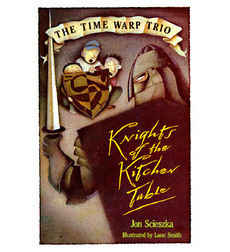 THE TIME WARP TRIO
Knights
of the
Kitchen
Table
Jon Scieszka
Illustrated by Lane Smith